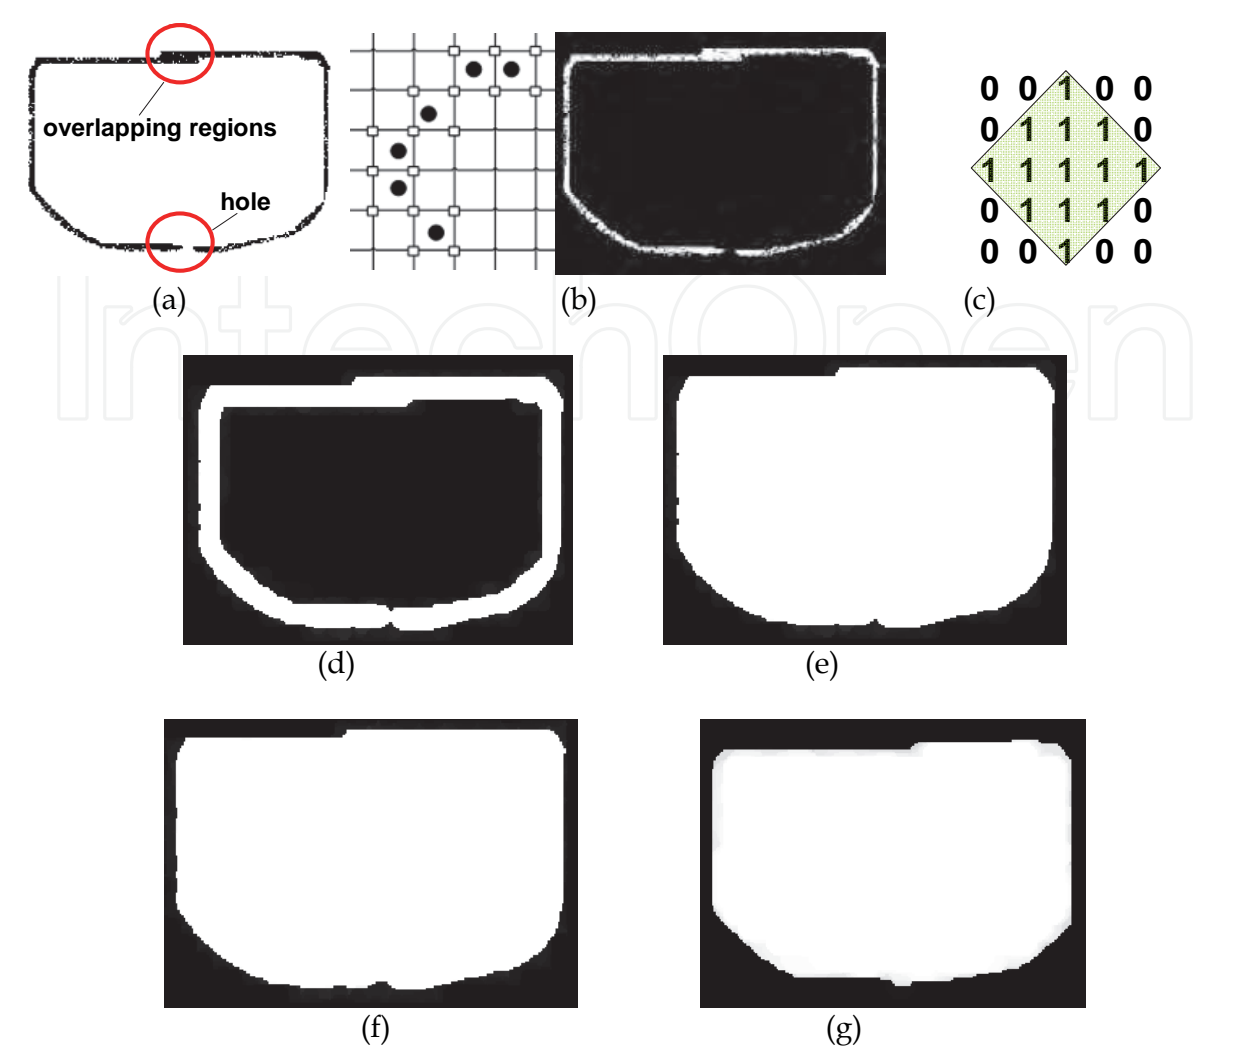 overlapping regions
hole
0 0 1 0 0
0 1 1 1 0
1 1 1 1 1
0 1 1 1 0
0 0 1 0 0
(a) (b) (c)
IntechOpen
(d) (e)
(f) (g)